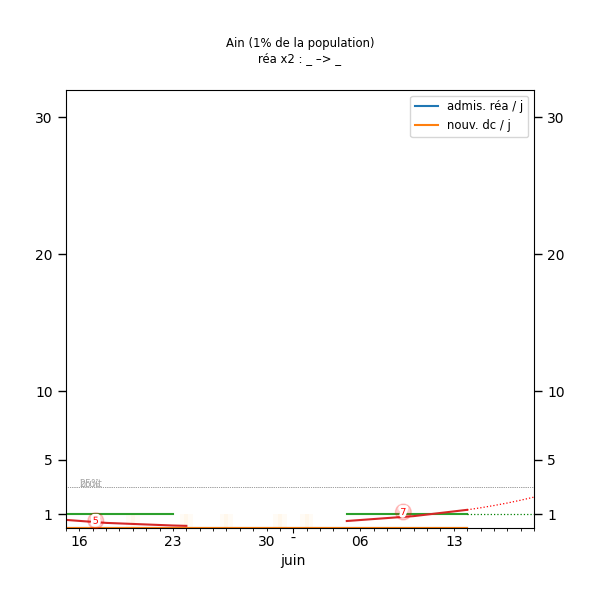 Ain (1% de la population)
réa x2 : _ –> _
admis. réa / j
nouv. dc / j
30 30
20 20
10 10
5 5
1 1
5
7
16 23 30 - 06 13
juin